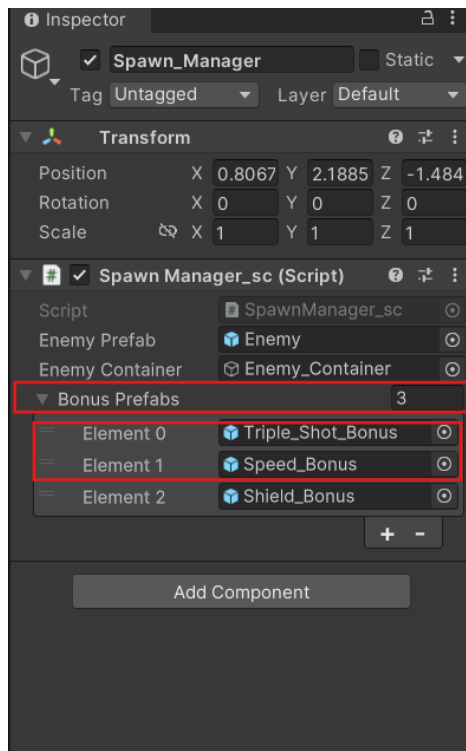 Inspector
Spawn_Manager Static
Tag Untagged Layer Default
Transform
Position X 0.8067 Y 2.1885 Z -1.484
Rotation X 0 Y 0 Z 0
Scale X 1 Y 1 Z 1
# Spawn Manager_sc (Script)
Script # SpawnManager_sc
Enemy Prefab Enemy
Enemy Container Enemy_Container
Bonus Prefabs 3
Element 0 Triple_Shot_Bonus
Element 1 Speed_Bonus
Element 2 Shield_Bonus
+ -
Add Component